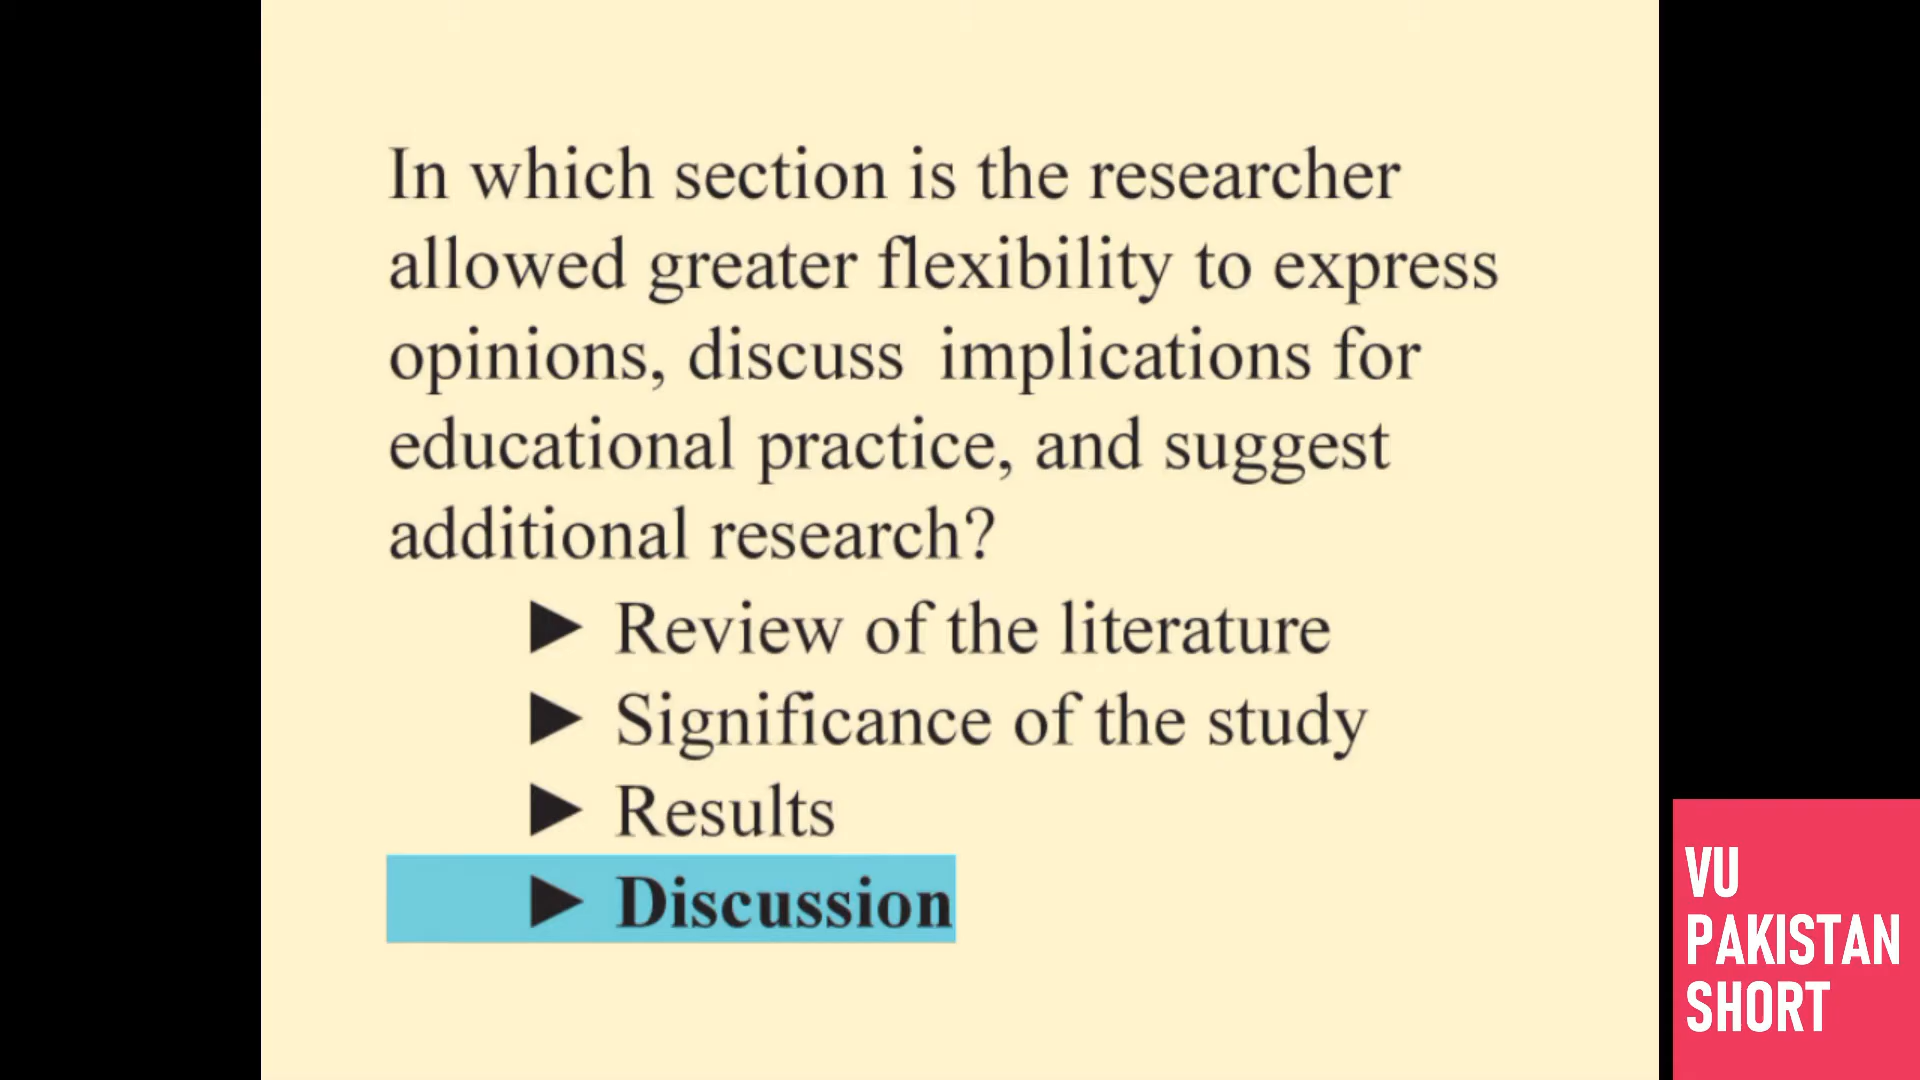 In which section is the researcher
allowed greater flexibility to express
opinions, discuss implications for
educational practice, and suggest
additional research?
► Review of the literature
► Significance of the study
► Results
► Discussion
VU
PAKISTAN
SHORT